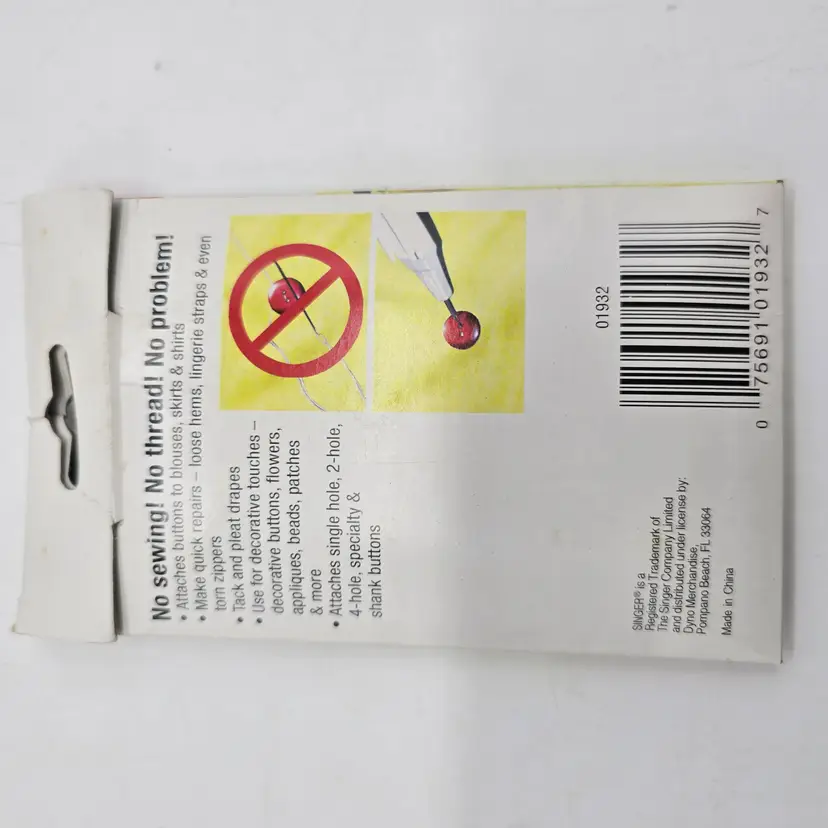 No sewing! No thread! No problem!
• Attaches buttons to blouses, skirts & shirts
• Make quick repairs – loose hems, lingerie straps & even
torn zippers
• Tack and pleat drapes
• Use for decorative touches –
decorative buttons, flowers,
appliques, beads, patches
& more
• Attaches single hole, 2-hole,
4-hole, specialty &
shank buttons
01932
0 75691 01932 7
SINGER® is a
Registered Trademark of
The Singer Company Limited
and distributed under license by:
Dyno Merchandise,
Pompano Beach, FL 33064
Made in China